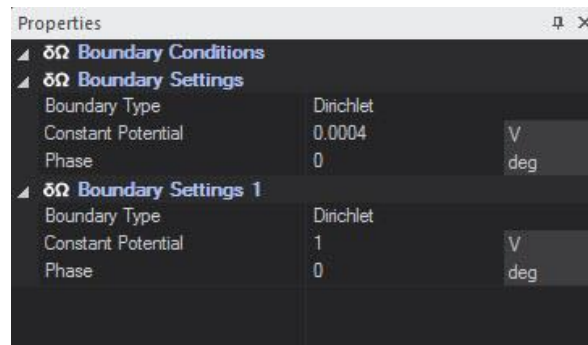 Properties
δΩ Boundary Conditions
δΩ Boundary Settings
Boundary Type Dirichlet
Constant Potential 0.0004 V
Phase 0 deg
δΩ Boundary Settings 1
Boundary Type Dirichlet
Constant Potential 1 V
Phase 0 deg